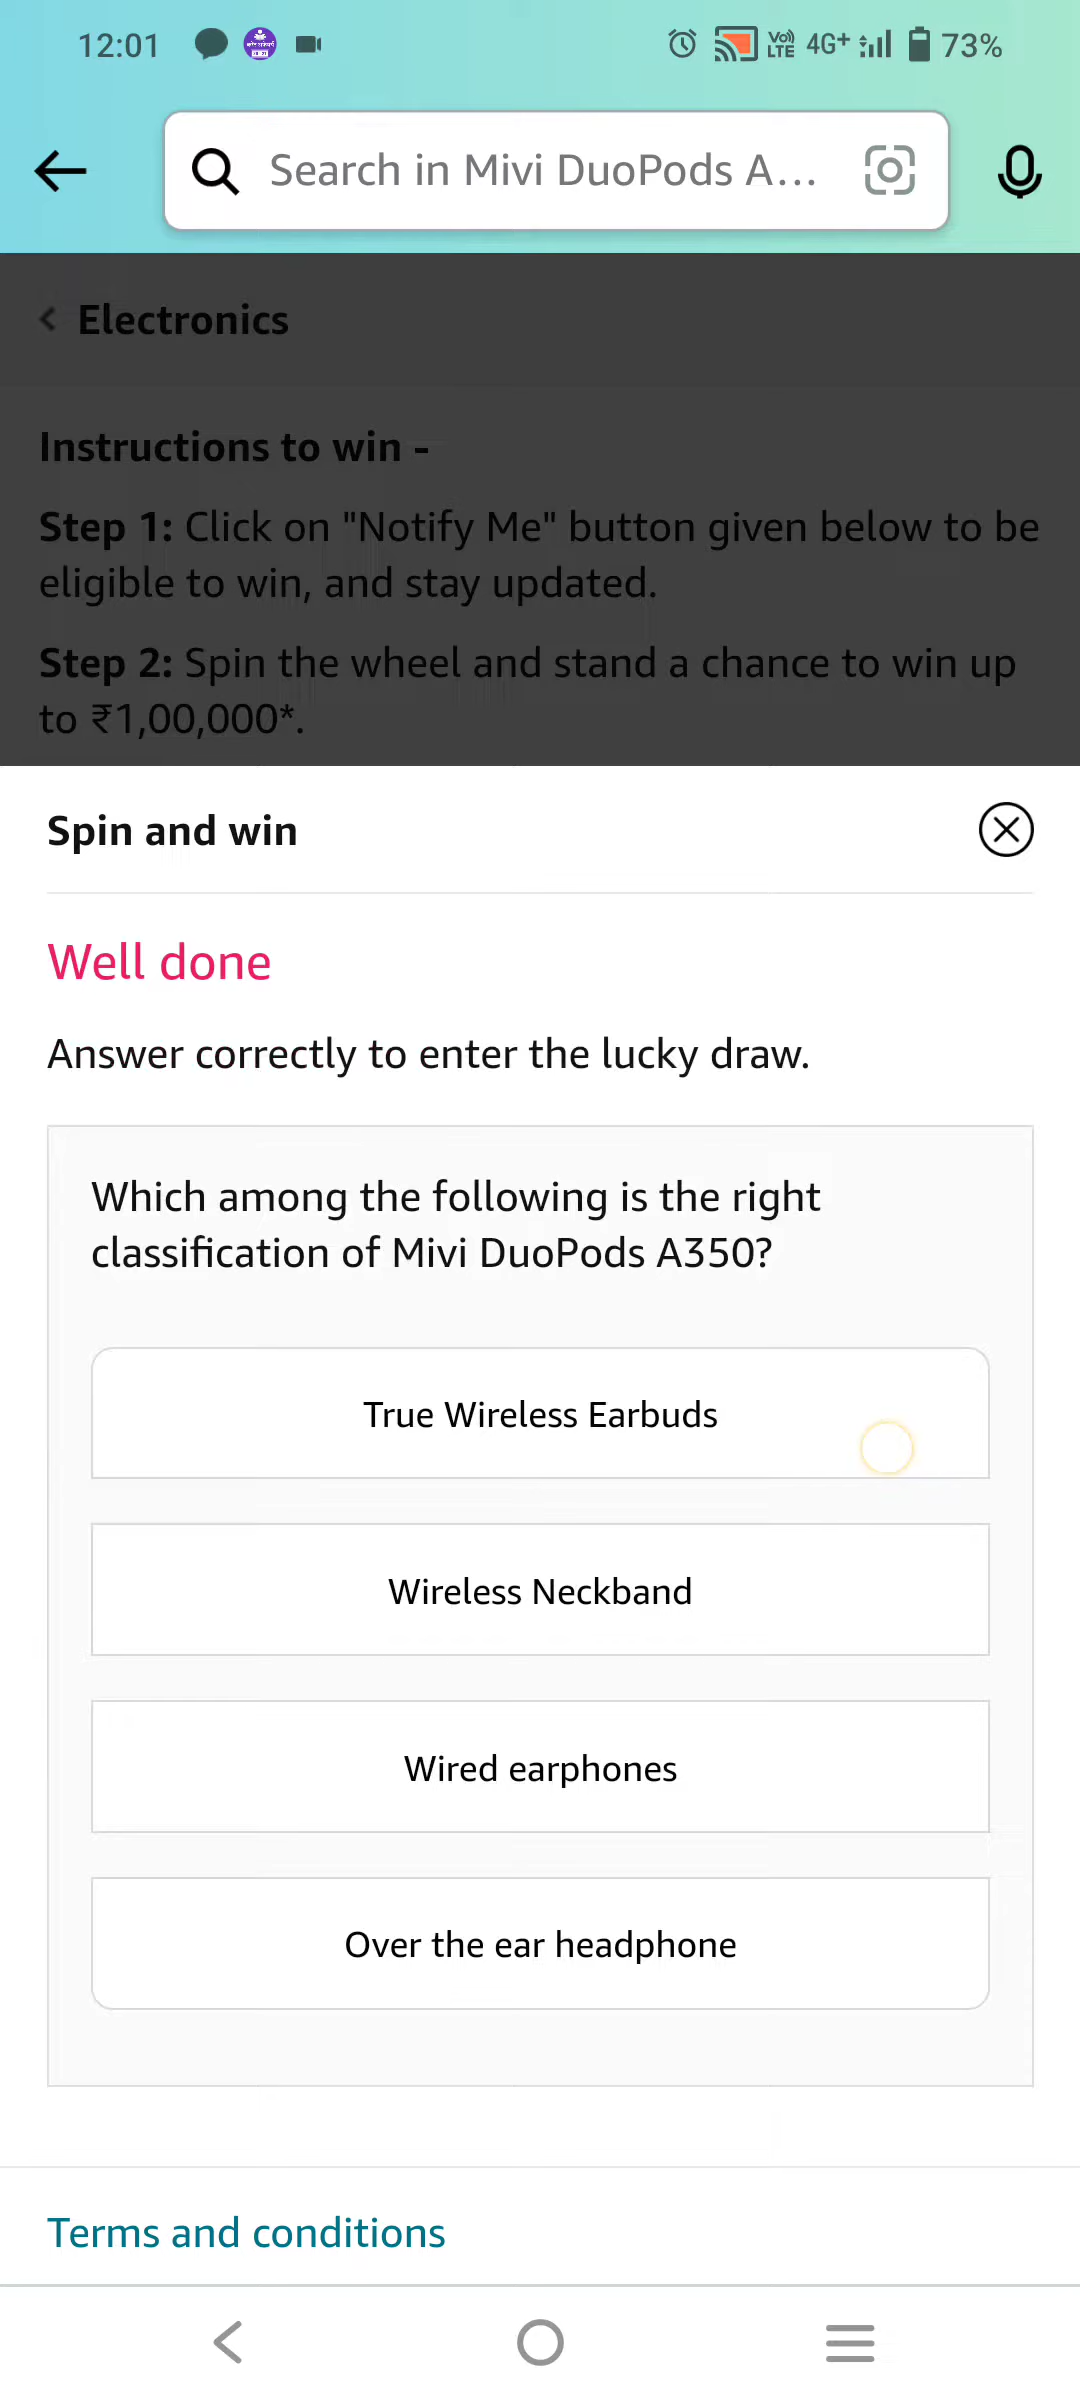 12:01
Vo))
LTE
4G+
73%
Search in Mivi DuoPods A...
Electronics
Instructions to win -
Step 1: Click on "Notify Me" button given below to be
eligible to win, and stay updated.
Step 2: Spin the wheel and stand a chance to win up
to ₹1,00,000*.
Spin and win
Well done
Answer correctly to enter the lucky draw.
Which among the following is the right
classification of Mivi DuoPods A350?
True Wireless Earbuds
Wireless Neckband
Wired earphones
Over the ear headphone
Terms and conditions